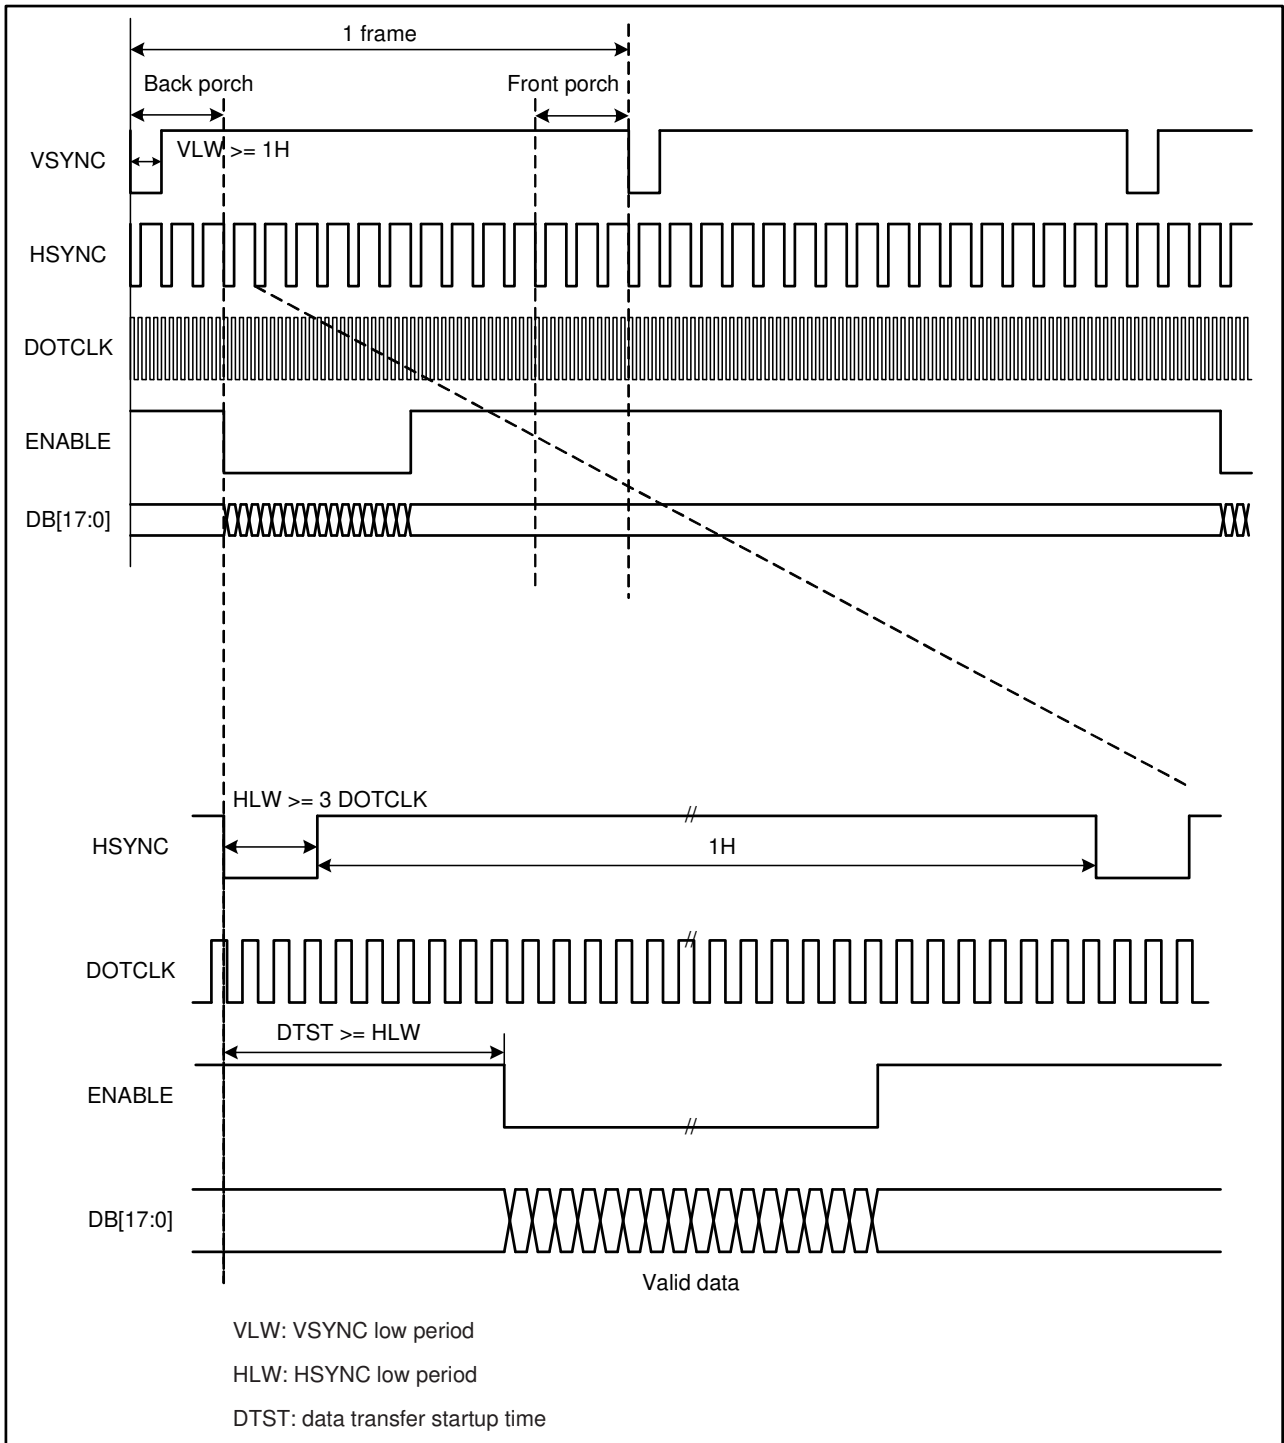 1 frame
Back porch
Front porch
VLW >= 1H
VSYNC
HSYNC
DOTCLK
ENABLE
DB[17:0]
HLW >= 3 DOTCLK
HSYNC
1H
DOTCLK
DTST >= HLW
ENABLE
DB[17:0]
Valid data
VLW: VSYNC low period
HLW: HSYNC low period
DTST: data transfer startup time